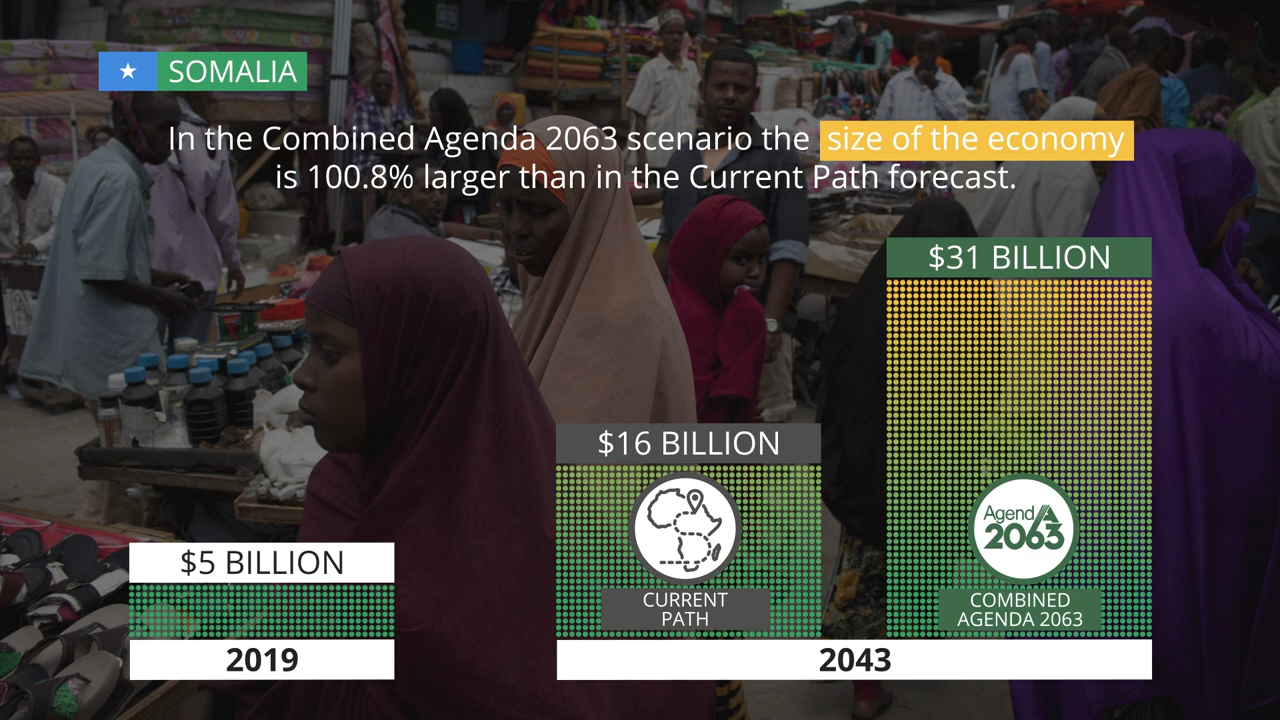 SOMALIA
In the Combined Agenda 2063 scenario the size of the economy
is 100.8% larger than in the Current Path forecast.
$5 BILLION
2019
$16 BILLION
CURRENT
PATH
$31 BILLION
Agenda
2063
COMBINED
AGENDA 2063
2043